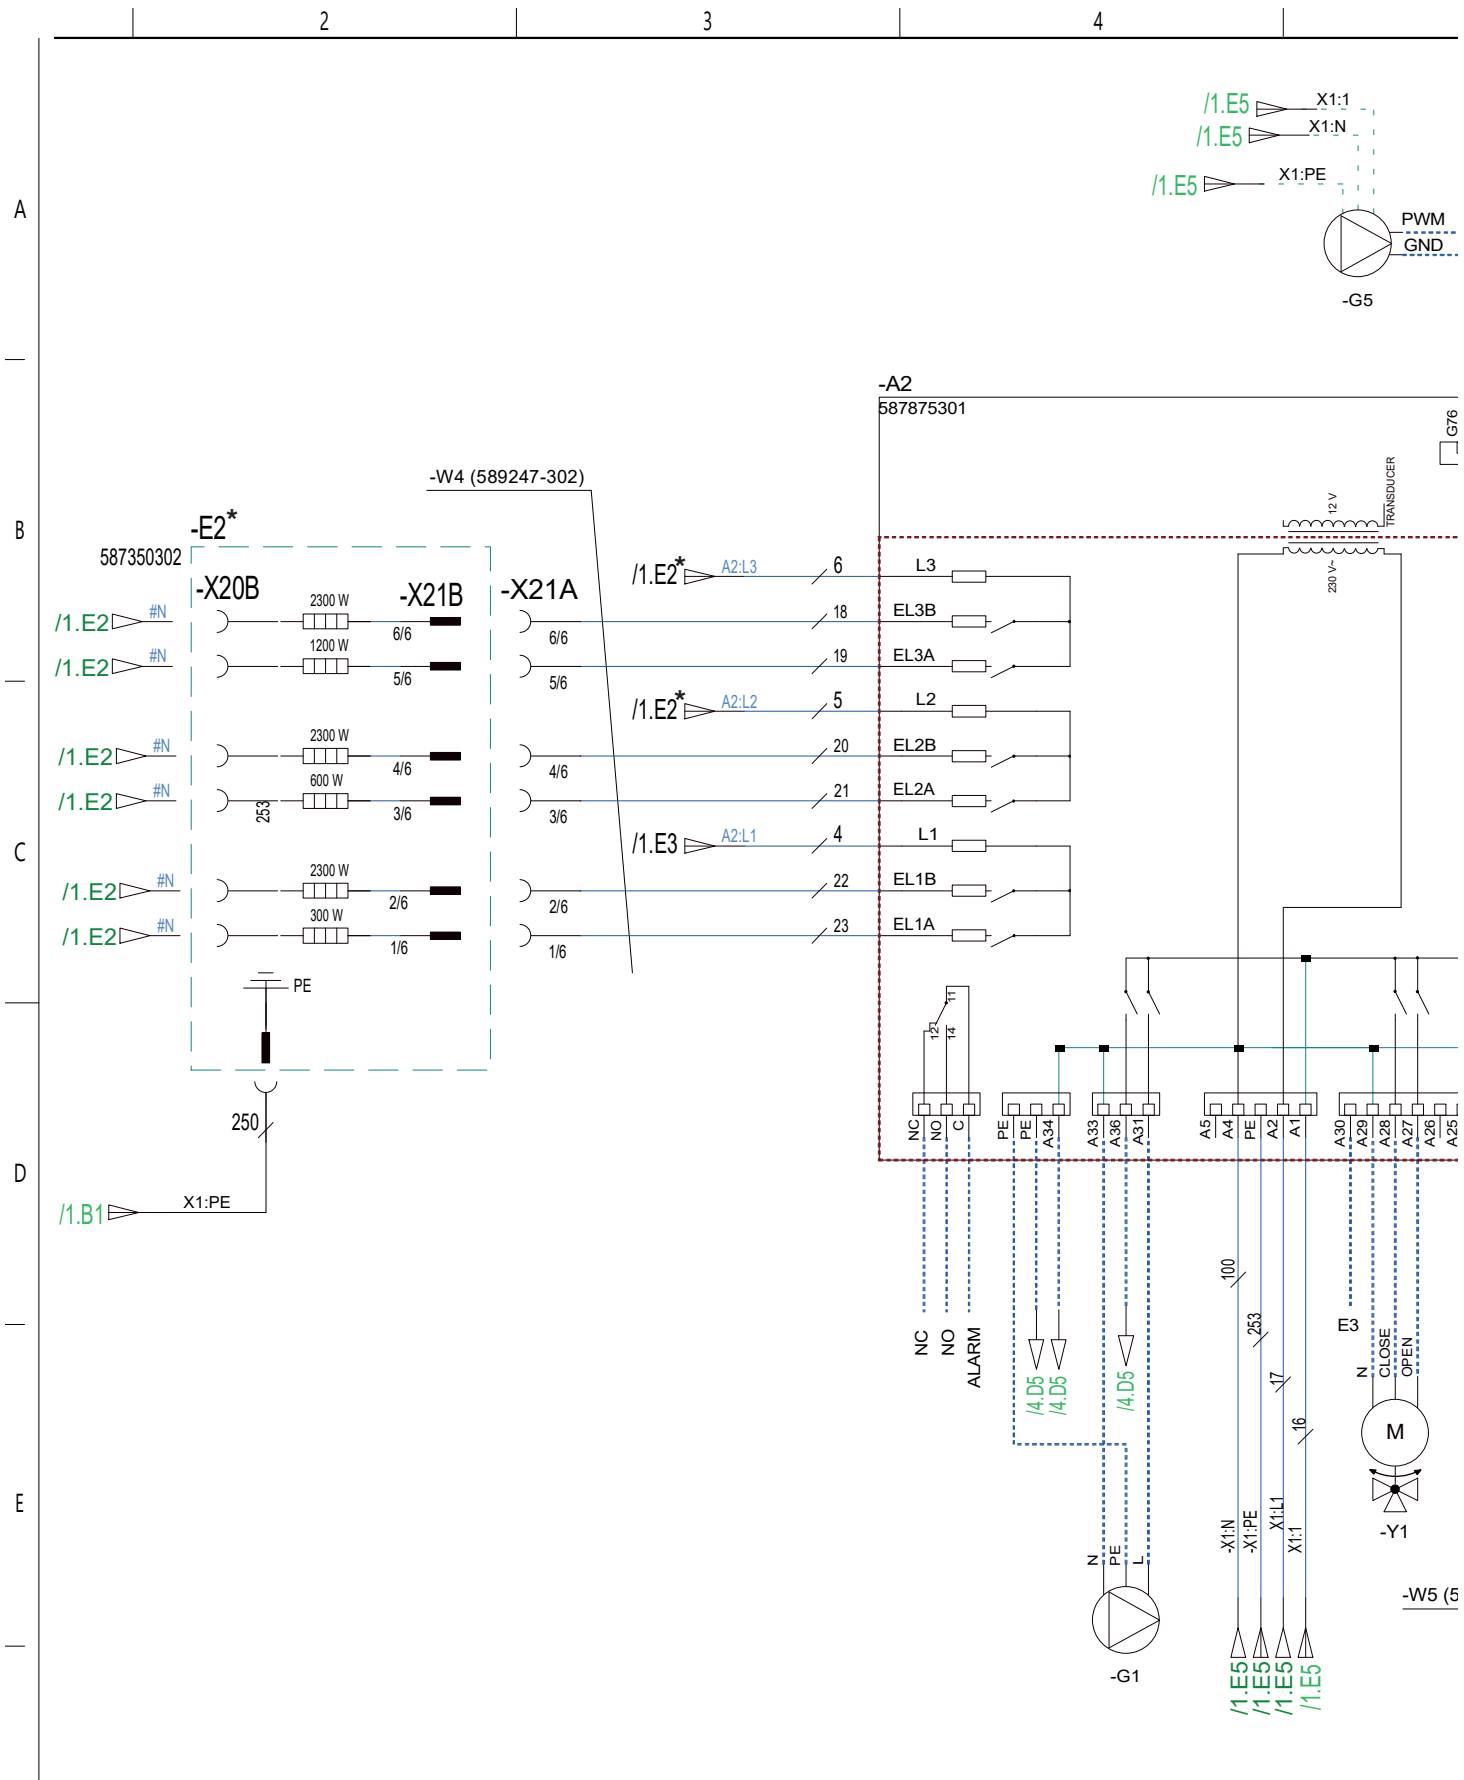 2
3
4
A
B
C
D
E
/1.E5
X1:1
/1.E5
X1:N
/1.E5
X1:PE
PWM
GND
-G5
-A2
587875301
G76
TRANSDUCER
12 V
230 V~
-W4 (589247-302)
-E2*
587350302
-X20B
-X21B
-X21A
/1.E2*
A2:L3
6
L3
/1.E2
#N
2300 W
6/6
6/6
18
EL3B
/1.E2
#N
1200 W
5/6
5/6
19
EL3A
/1.E2*
A2:L2
5
L2
/1.E2
#N
2300 W
4/6
4/6
20
EL2B
/1.E2
#N
253
600 W
3/6
3/6
21
EL2A
/1.E3
A2:L1
4
L1
/1.E2
#N
2300 W
2/6
2/6
22
EL1B
/1.E2
#N
300 W
1/6
1/6
23
EL1A
PE
250
/1.B1
X1:PE
11
12
14
NC
NO
C
PE
PE
A34
A33
A36
A31
A5
A4
PE
A2
A1
A30
A29
A28
A27
A26
A25
NC
NO
ALARM
/4.D5
/4.D5
/4.D5
100
253
17
16
E3
N
CLOSE
OPEN
M
-Y1
-X1:N
-X1:PE
X1:L1
X1:1
N
PE
L
-G1
-W5 (5
/1.E5
/1.E5
/1.E5
/1.E5